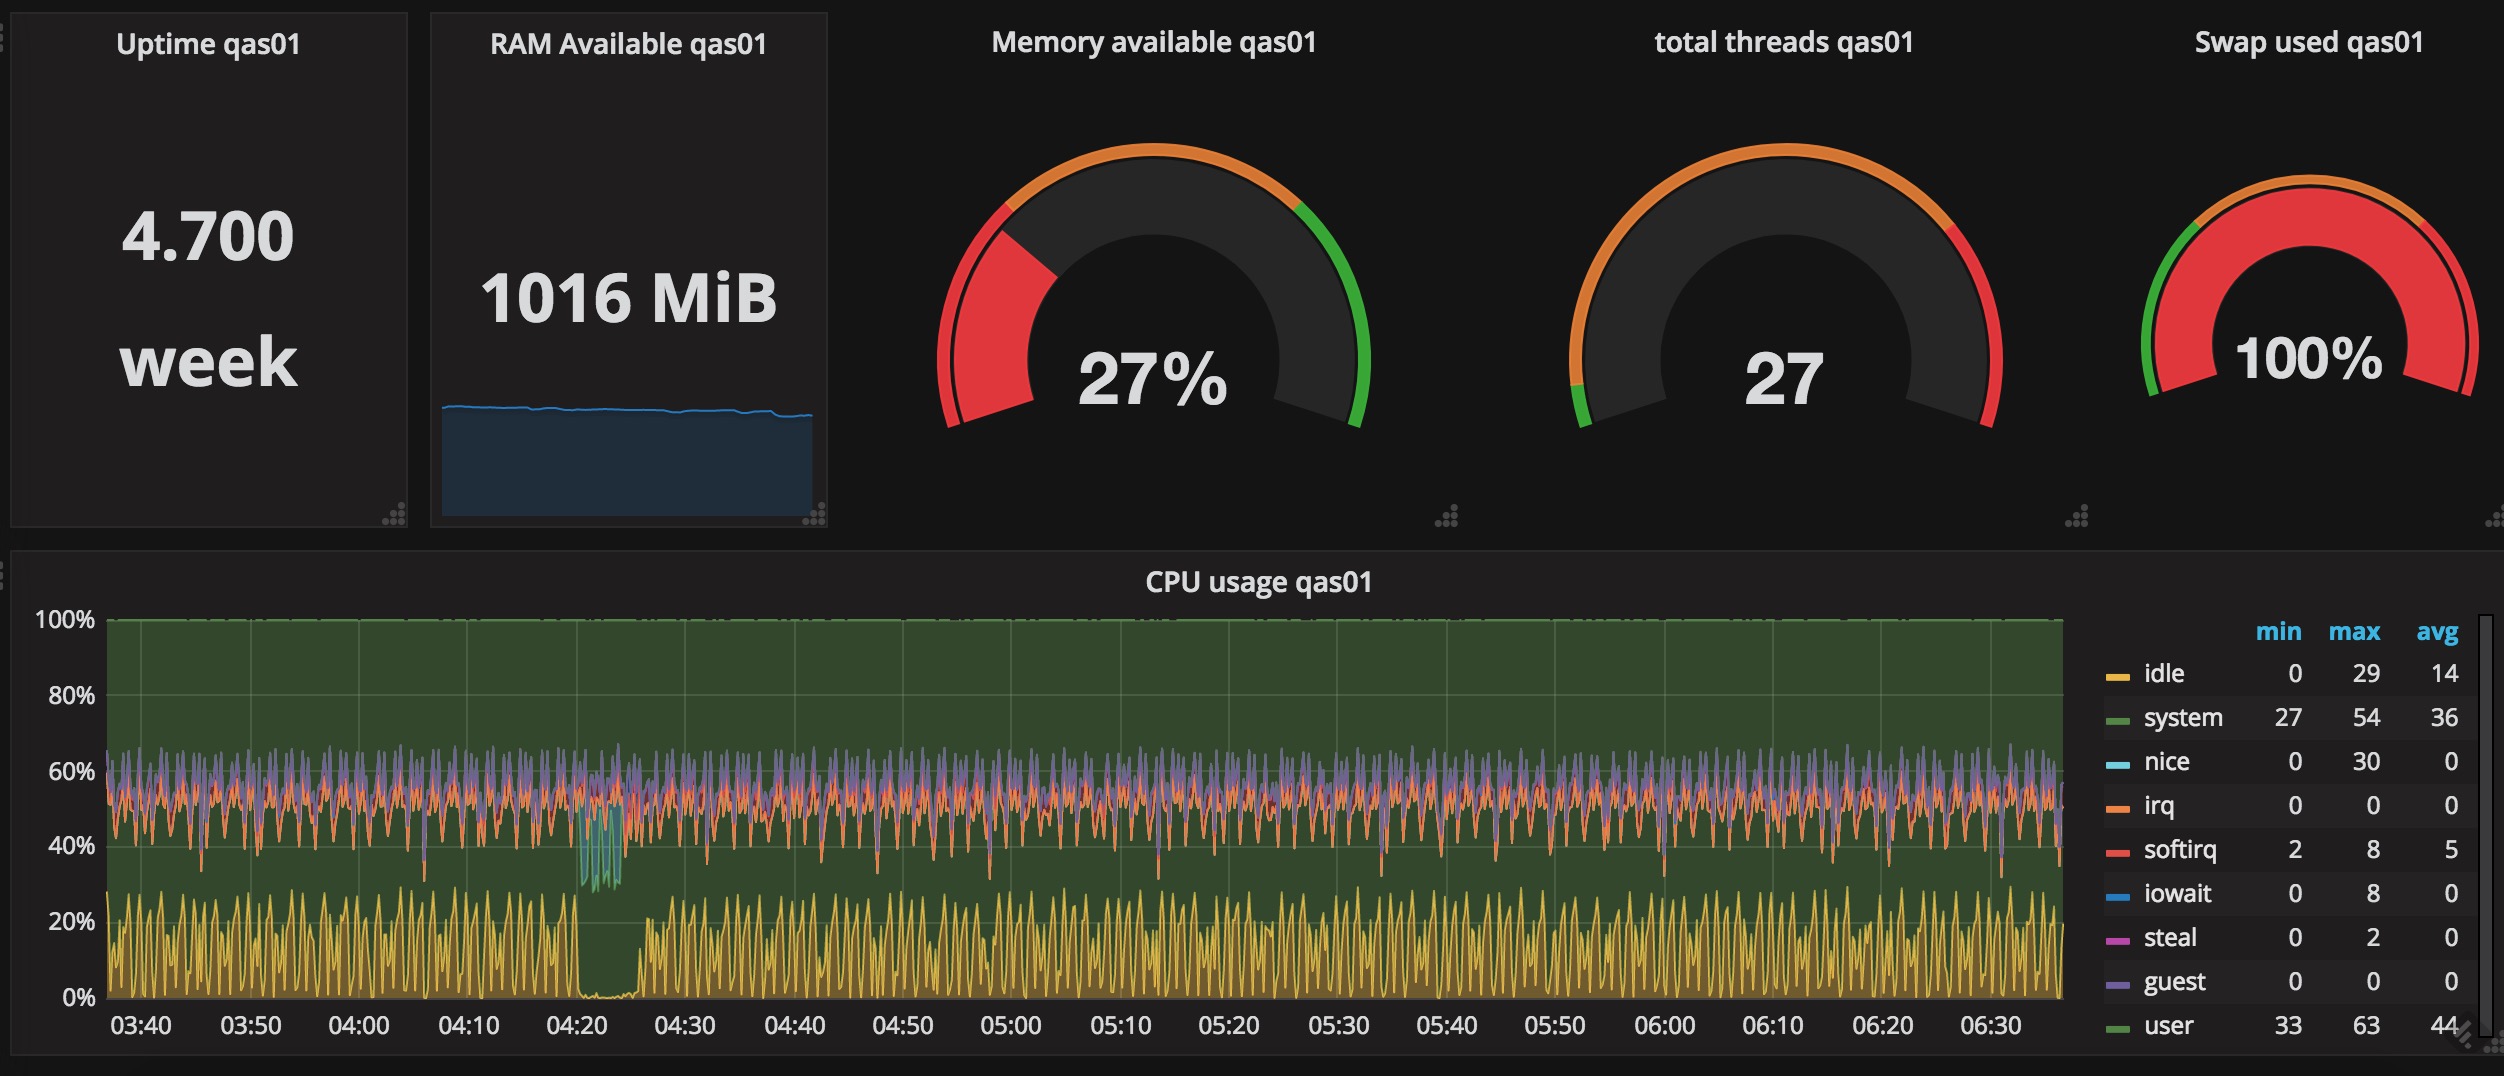 Uptime qas01
4.700
week
RAM Available qas01
1016 MiB
Memory available qas01
27%
total threads qas01
27
Swap used qas01
100%
CPU usage qas01
100%
80%
60%
40%
20%
0%
03:40 03:50 04:00 04:10 04:20 04:30 04:40 04:50 05:00 05:10 05:20 05:30 05:40 05:50 06:00 06:10 06:20 06:30
min max avg
idle 0 29 14
system 27 54 36
nice 0 30 0
irq 0 0 0
softirq 2 8 5
iowait 0 8 0
steal 0 2 0
guest 0 0 0
user 33 63 44